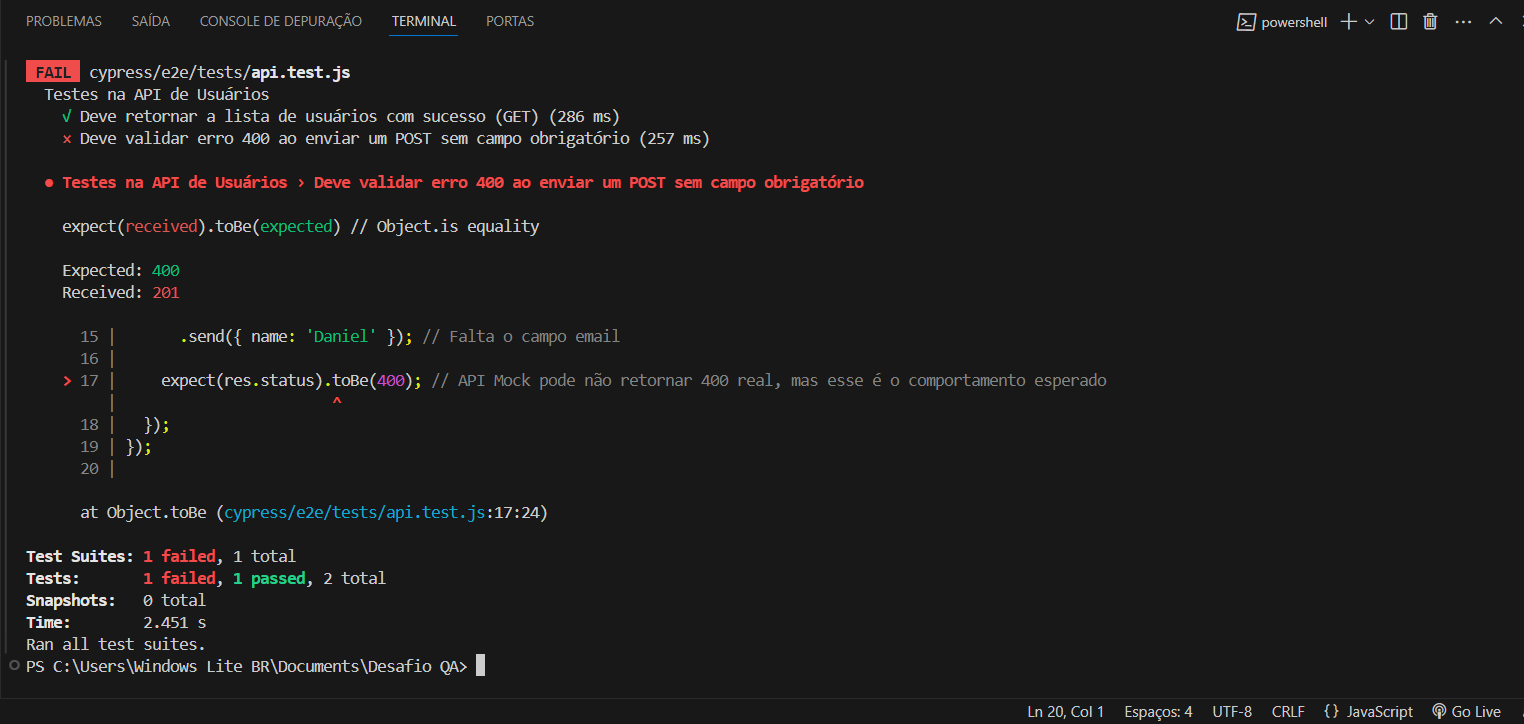 PROBLEMAS SAÍDA CONSOLE DE DEPURAÇÃO TERMINAL PORTAS powershell
FAIL cypress/e2e/tests/api.test.js
Testes na API de Usuários
√ Deve retornar a lista de usuários com sucesso (GET) (286 ms)
× Deve validar erro 400 ao enviar um POST sem campo obrigatório (257 ms)
● Testes na API de Usuários › Deve validar erro 400 ao enviar um POST sem campo obrigatório
expect(received).toBe(expected) // Object.is equality
Expected: 400
Received: 201
15 | .send({ name: 'Daniel' }); // Falta o campo email
16 |
> 17 | expect(res.status).toBe(400); // API Mock pode não retornar 400 real, mas esse é o comportamento esperado
| ^
18 | });
19 | });
20 |
at Object.toBe (cypress/e2e/tests/api.test.js:17:24)
Test Suites: 1 failed, 1 total
Tests: 1 failed, 1 passed, 2 total
Snapshots: 0 total
Time: 2.451 s
Ran all test suites.
PS C:\Users\Windows Lite BR\Documents\Desafio QA>
Ln 20, Col 1 Espaços: 4 UTF-8 CRLF {} JavaScript Go Live